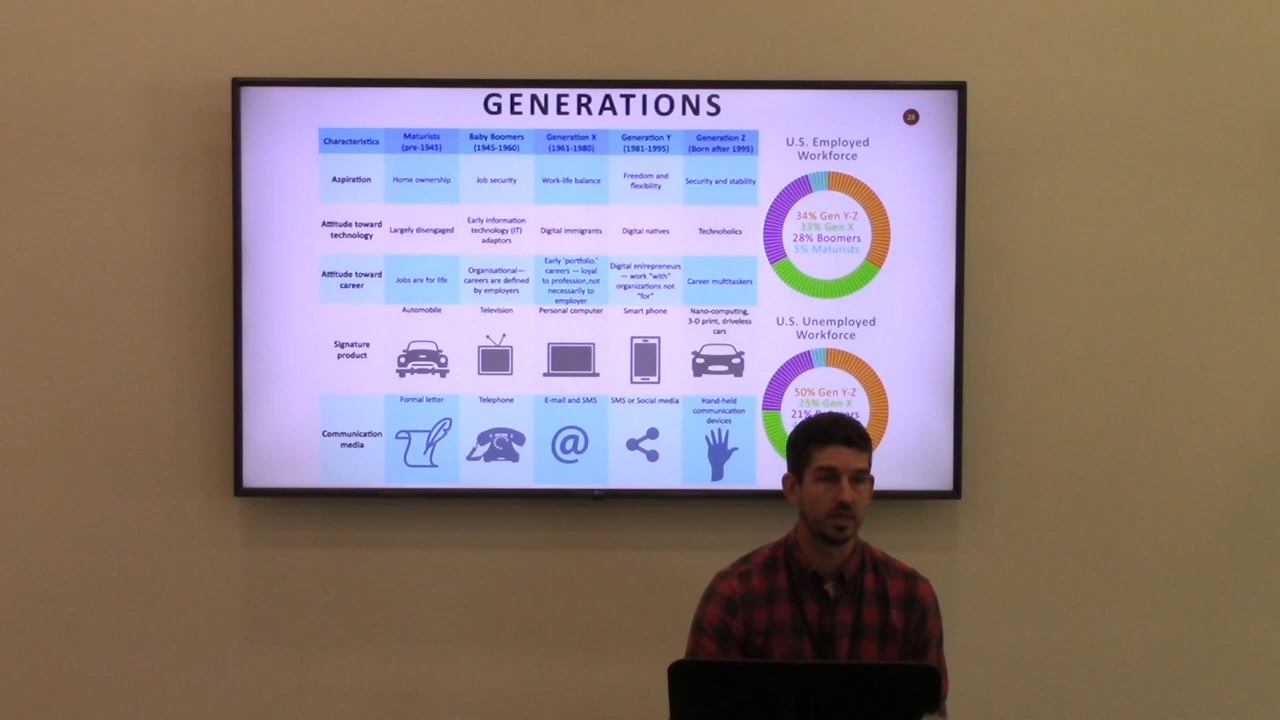 GENERATIONS
28
Characteristics
Maturists
(pre-1945)
Baby Boomers
(1945-1960)
Generation X
(1961-1980)
Generation Y
(1981-1995)
Generation Z
(Born after 1995)
Aspiration
Home ownership
Job security
Work-life balance
Freedom and
flexibility
Security and stability
Attitude toward
technology
Largely disengaged
Early information
technology (IT)
adaptors
Digital immigrants
Digital natives
Technoholics
Attitude toward
career
Jobs are for life
Organisational—
careers are defined
by employers
Early 'portfolio.'
careers — loyal
to profession,not
necessarily to
employer
Digital enirepreneurs
— work "with"
organizations not
"for"
Career multitaskers
Signature
product
Automobile
Television
Personal computer
Smart phone
Nano-computing,
3-D print, driveless
cars
Communication
media
Formal letter
Telephone
E-mail and SMS
@
SMS or Social media
Hand-held
communication
devices
U.S. Employed
Workforce
34% Gen Y-Z
33% Gen X
28% Boomers
5% Maturists
U.S. Unemployed
Workforce
50% Gen Y-Z
25% Gen X
21%